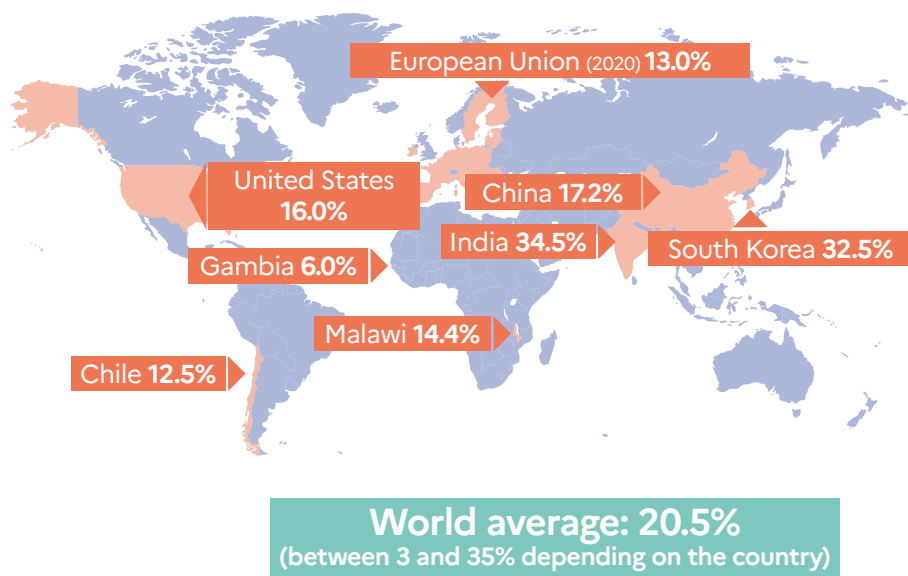 European Union (2020) 13.0%
United States
16.0%
China 17.2%
India 34.5%
South Korea 32.5%
Gambia 6.0%
Malawi 14.4%
Chile 12.5%
World average: 20.5%
(between 3 and 35% depending on the country)